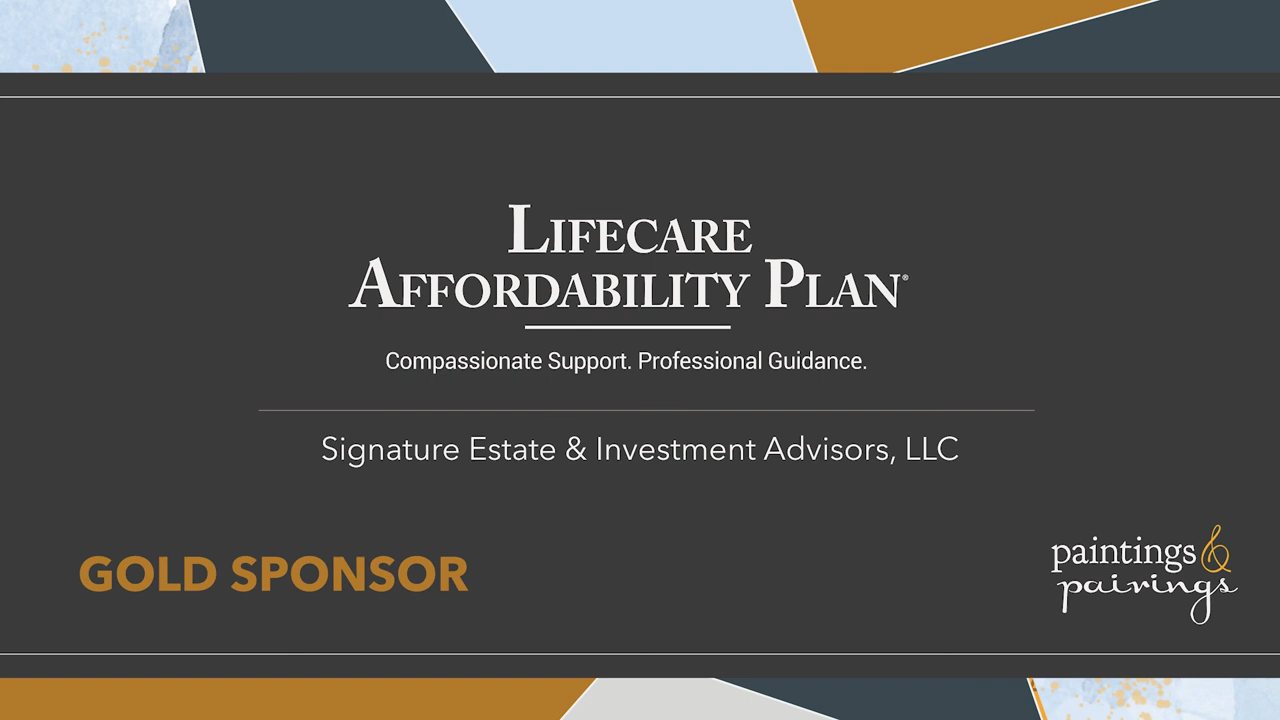 LIFECARE
AFFORDABILITY PLAN®
Compassionate Support. Professional Guidance.
Signature Estate & Investment Advisors, LLC
GOLD SPONSOR
paintings &
pairings